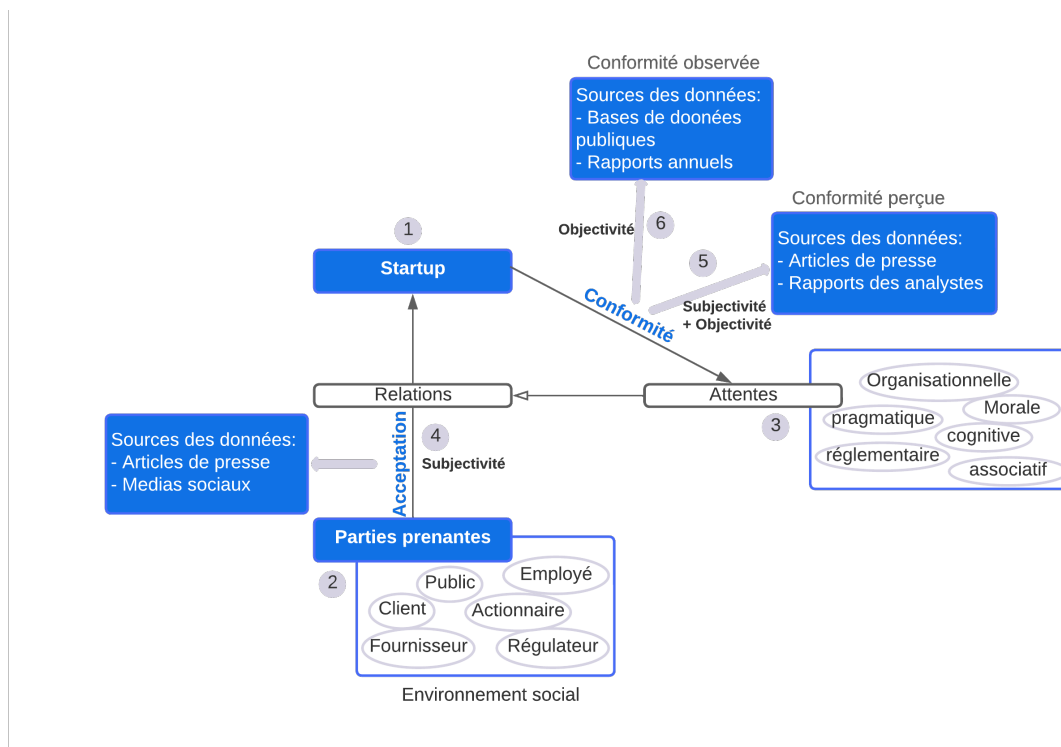 Conformité observée
Sources des données:
- Bases de doonées
publiques
- Rapports annuels
Conformité perçue
Sources des données:
- Articles de presse
- Rapports des analystes
6
Objectivité
5
Subjectivité
+ Objectivité
1
Startup
Conformité
Relations
Attentes
3
Organisationnelle
Morale
pragmatique
cognitive
réglementaire
associatif
4
Subjectivité
Acceptation
Sources des données:
- Articles de presse
- Medias sociaux
Parties prenantes
2
Public
Employé
Client
Actionnaire
Fournisseur
Régulateur
Environnement social